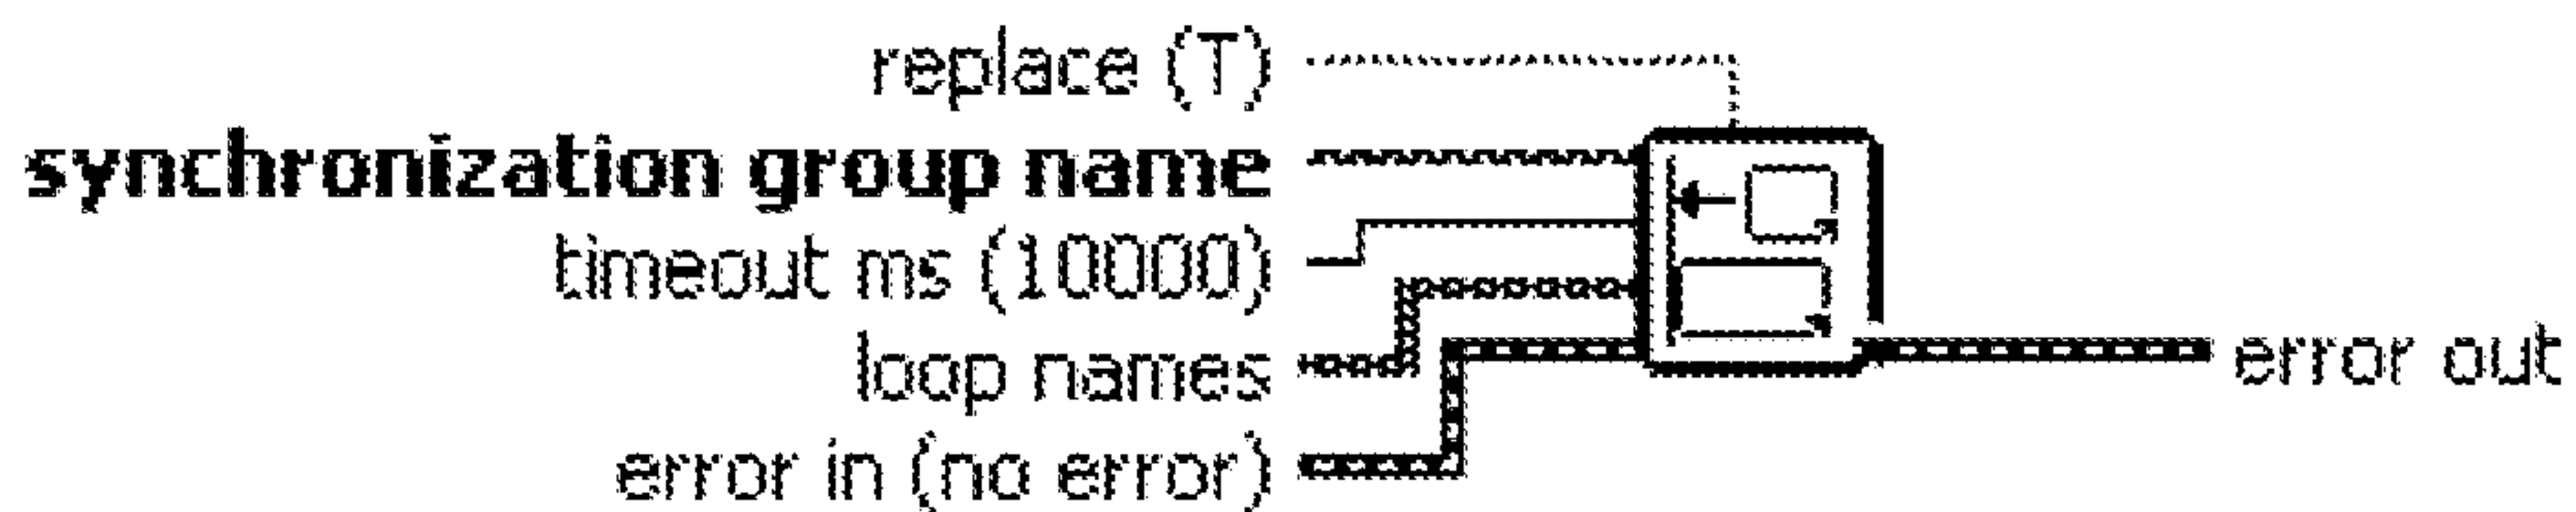 replace (T)
synchronization group name
timeout ms (10000)
loop names
error in (no error)
error out